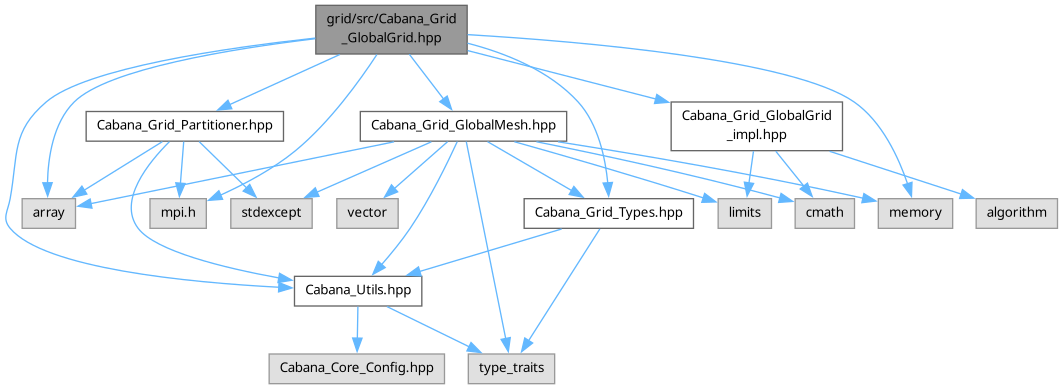 grid/src/Cabana_Grid
_GlobalGrid.hpp
Cabana_Grid_Partitioner.hpp
Cabana_Grid_GlobalMesh.hpp
Cabana_Grid_GlobalGrid
_impl.hpp
array
mpi.h
stdexcept
vector
Cabana_Grid_Types.hpp
limits
cmath
memory
algorithm
Cabana_Utils.hpp
Cabana_Core_Config.hpp
type_traits